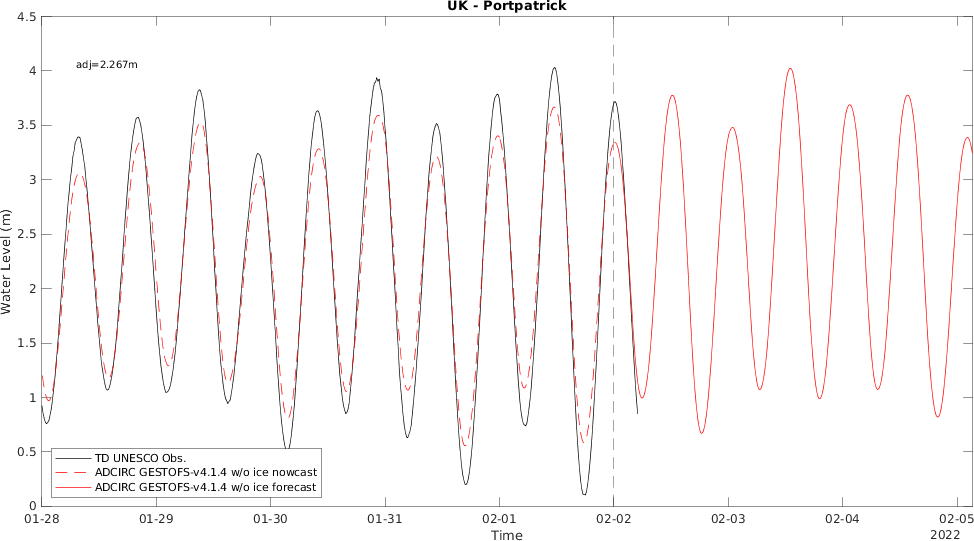 UK - Portpatrick
adj=2.267m
Water Level (m)
4.5
4
3.5
3
2.5
2
1.5
1
0.5
0
TD UNESCO Obs.
ADCIRC GESTOFS-v4.1.4 w/o ice nowcast
ADCIRC GESTOFS-v4.1.4 w/o ice forecast
01-28 01-29 01-30 01-31 02-01 02-02 02-03 02-04 02-05
Time
2022